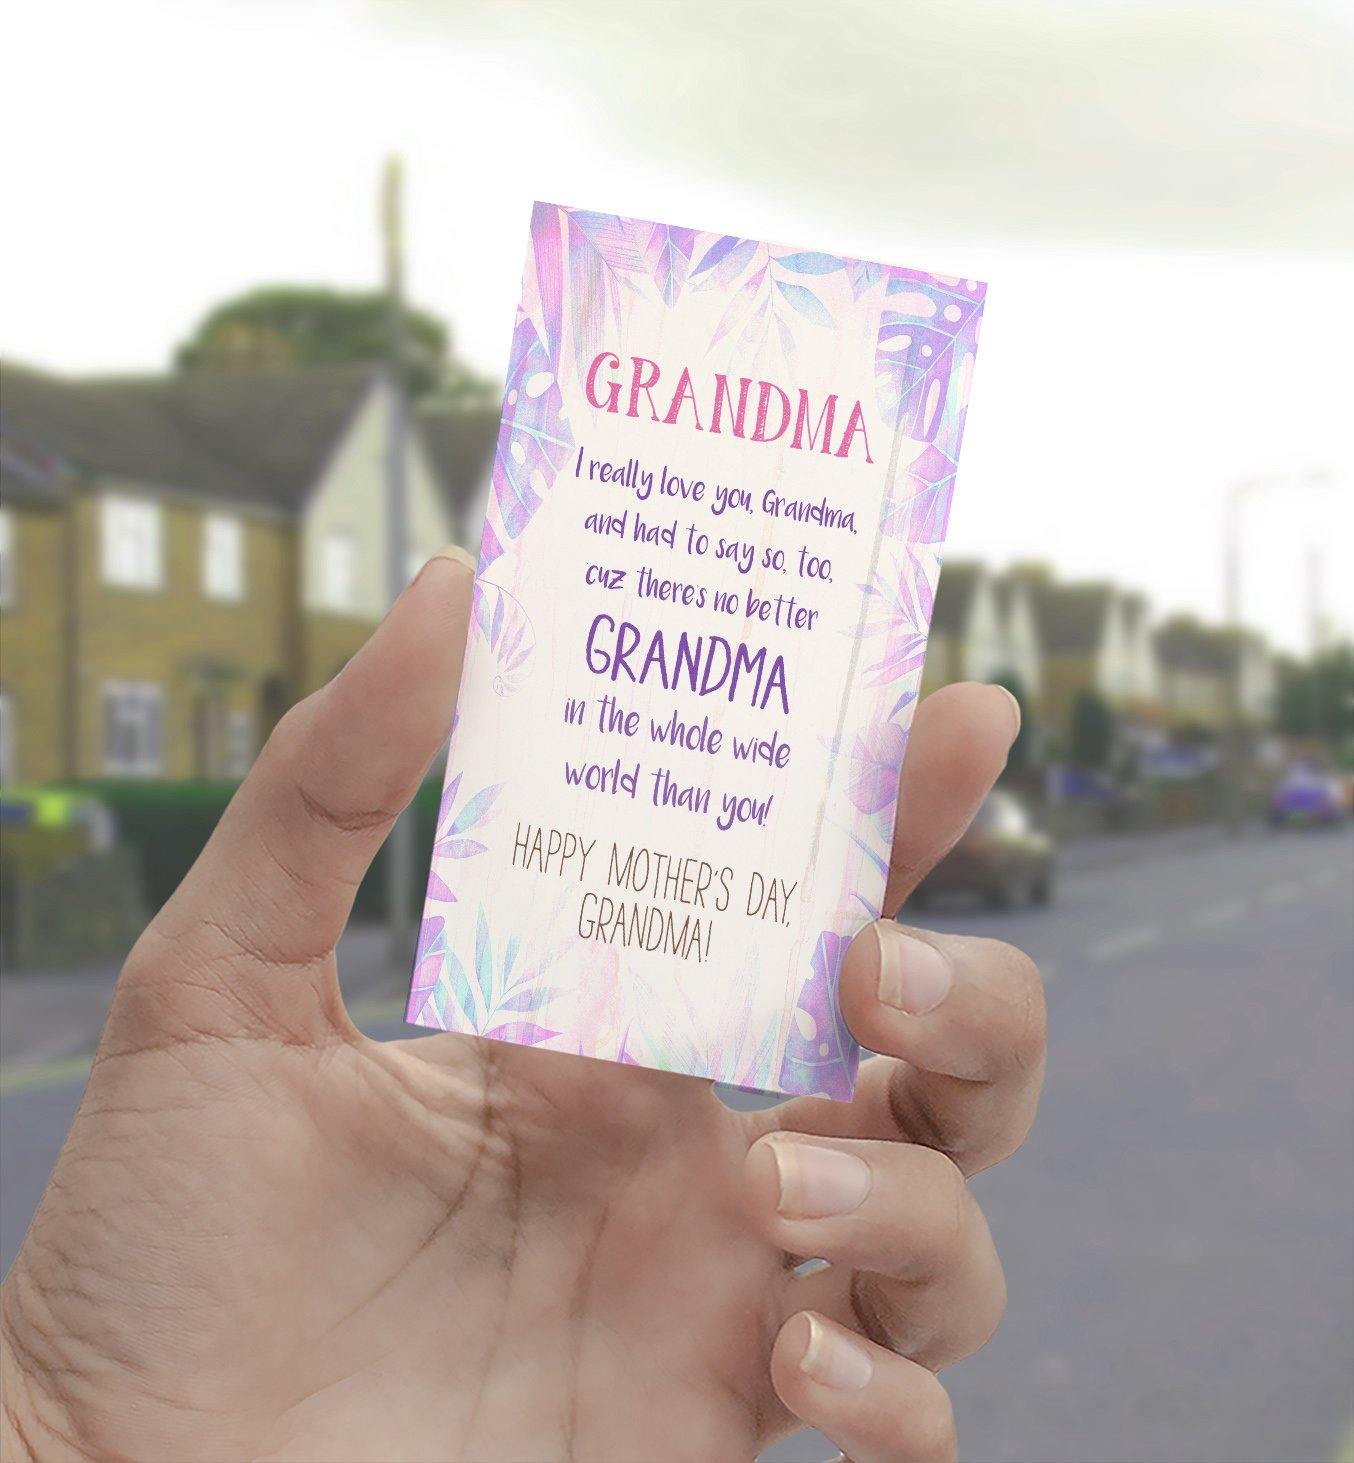 GRANDMA
I really love you, Grandma,
and had to say so, too,
cuz there's no better
GRANDMA
in the whole wide
world than you!
HAPPY MOTHER'S DAY,
GRANDMA!